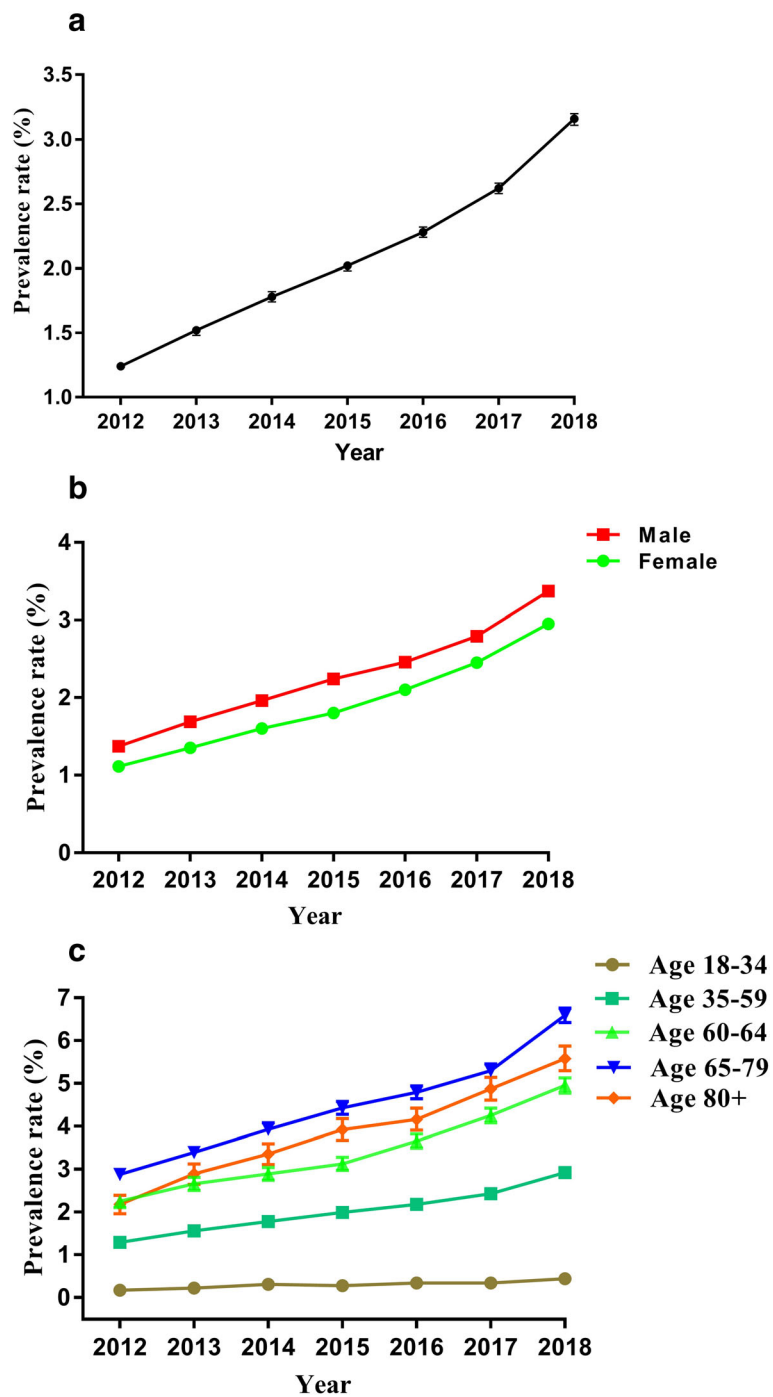 a
Prevalence rate (%)
3.5
3.0
2.5
2.0
1.5
1.0
2012 2013 2014 2015 2016 2017 2018
Year
b
Prevalence rate (%)
4
3
2
1
0
2012 2013 2014 2015 2016 2017 2018
Year
Male
Female
c
Prevalence rate (%)
7
6
5
4
3
2
1
0
2012 2013 2014 2015 2016 2017 2018
Year
Age 18-34
Age 35-59
Age 60-64
Age 65-79
Age 80+